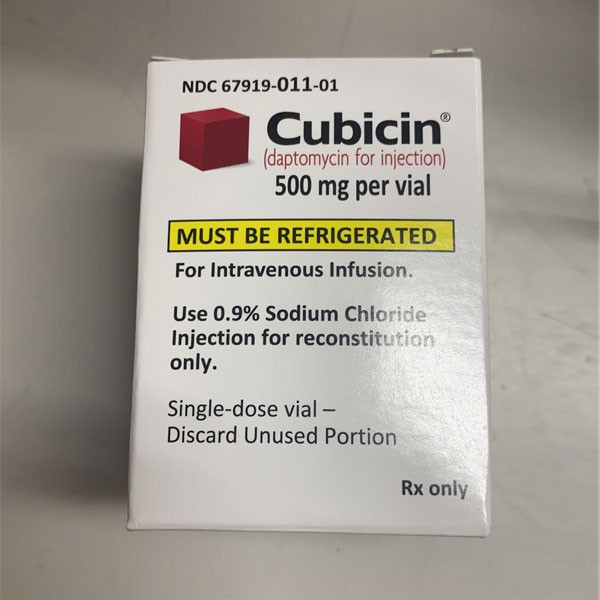 NDC 67919-011-01
Cubicin®
(daptomycin for injection)
500 mg per vial
MUST BE REFRIGERATED
For Intravenous Infusion.
Use 0.9% Sodium Chloride
Injection for reconstitution
only.
Single-dose vial –
Discard Unused Portion
Rx only